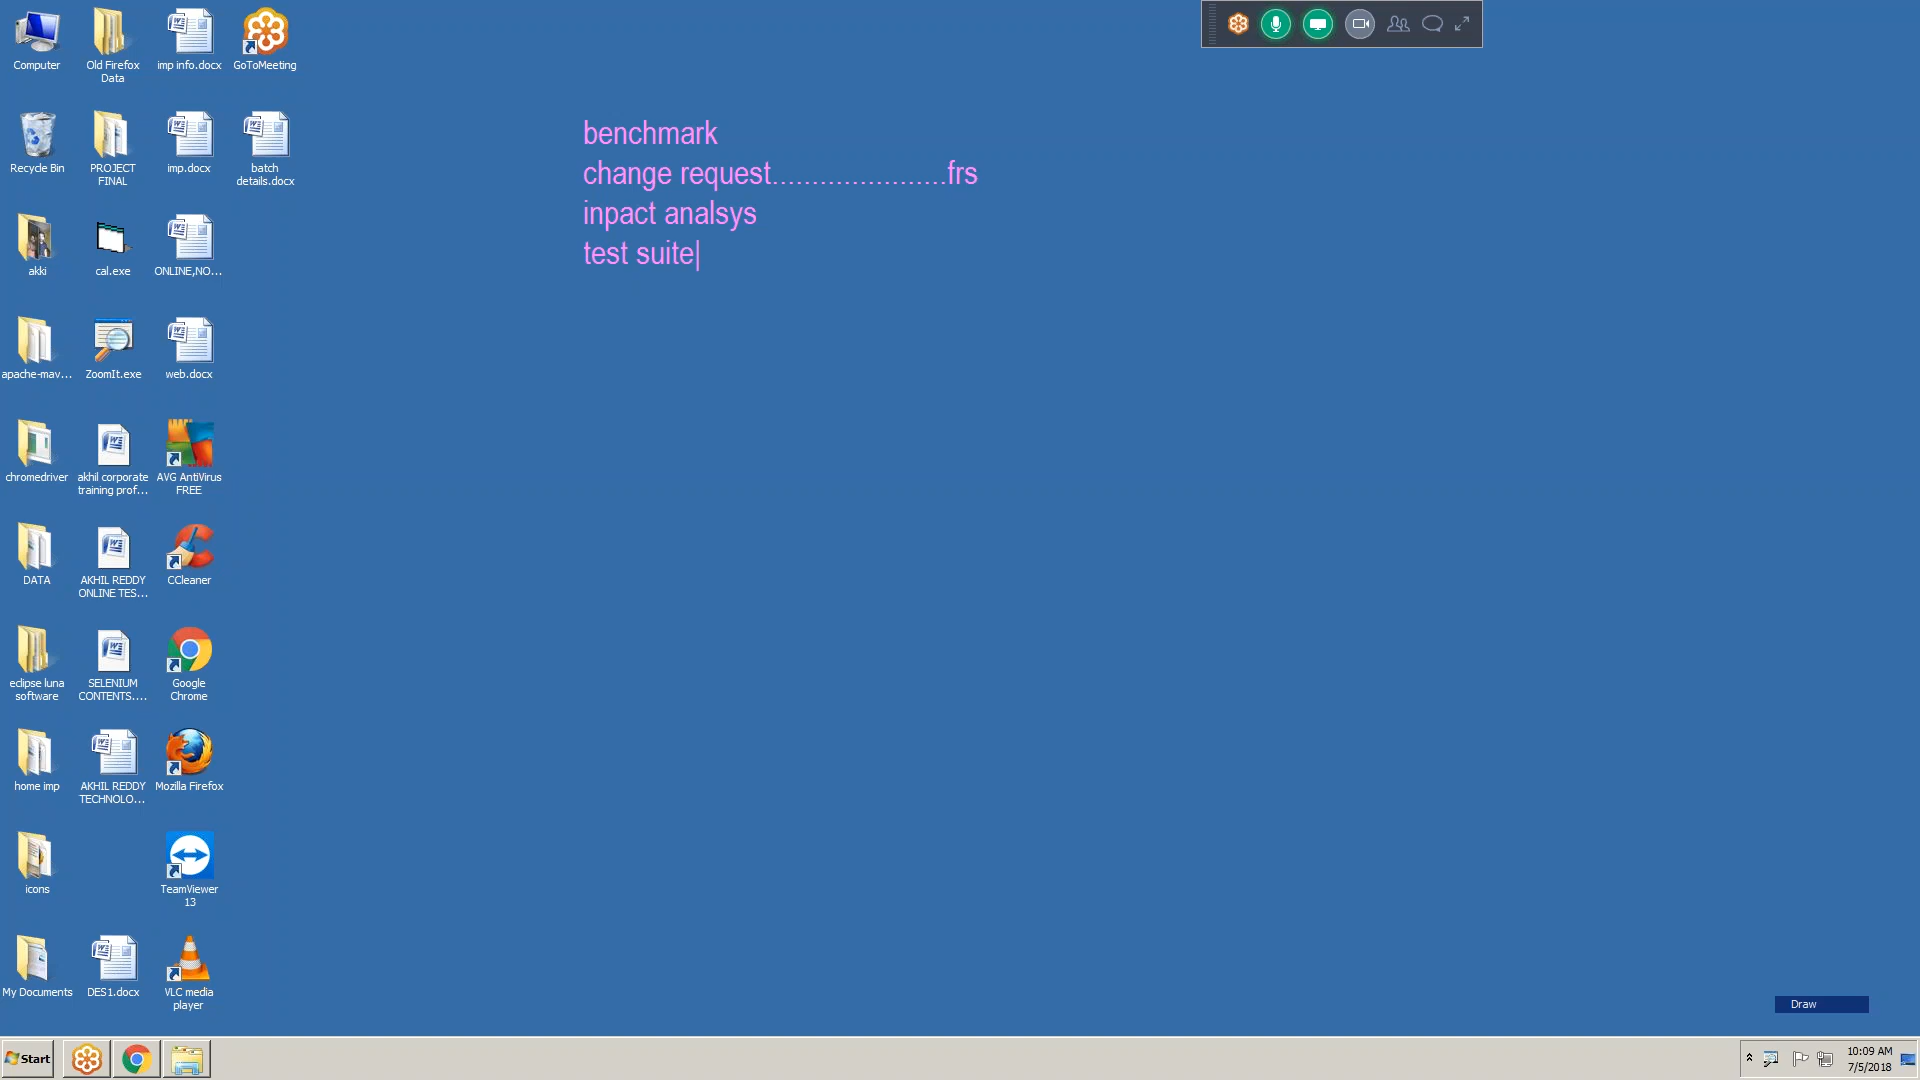 Computer
Old Firefox
Data
imp info.docx
GoToMeeting
benchmark
change request......................frs
inpact analsys
test suite
Recycle Bin
PROJECT
FINAL
imp.docx
batch
details.docx
akki
cal.exe
ONLINE,NO...
apache-mav...
ZoomIt.exe
web.docx
chromedriver
akhil corporate
training prof...
AVG AntiVirus
FREE
DATA
AKHIL REDDY
ONLINE TES...
CCleaner
eclipse luna
software
SELENIUM
CONTENTS....
Google
Chrome
home imp
AKHIL REDDY
TECHNOLO...
Mozilla Firefox
icons
TeamViewer
13
My Documents
DES1.docx
VLC media
player
Draw
Start
10:09 AM
7/5/2018